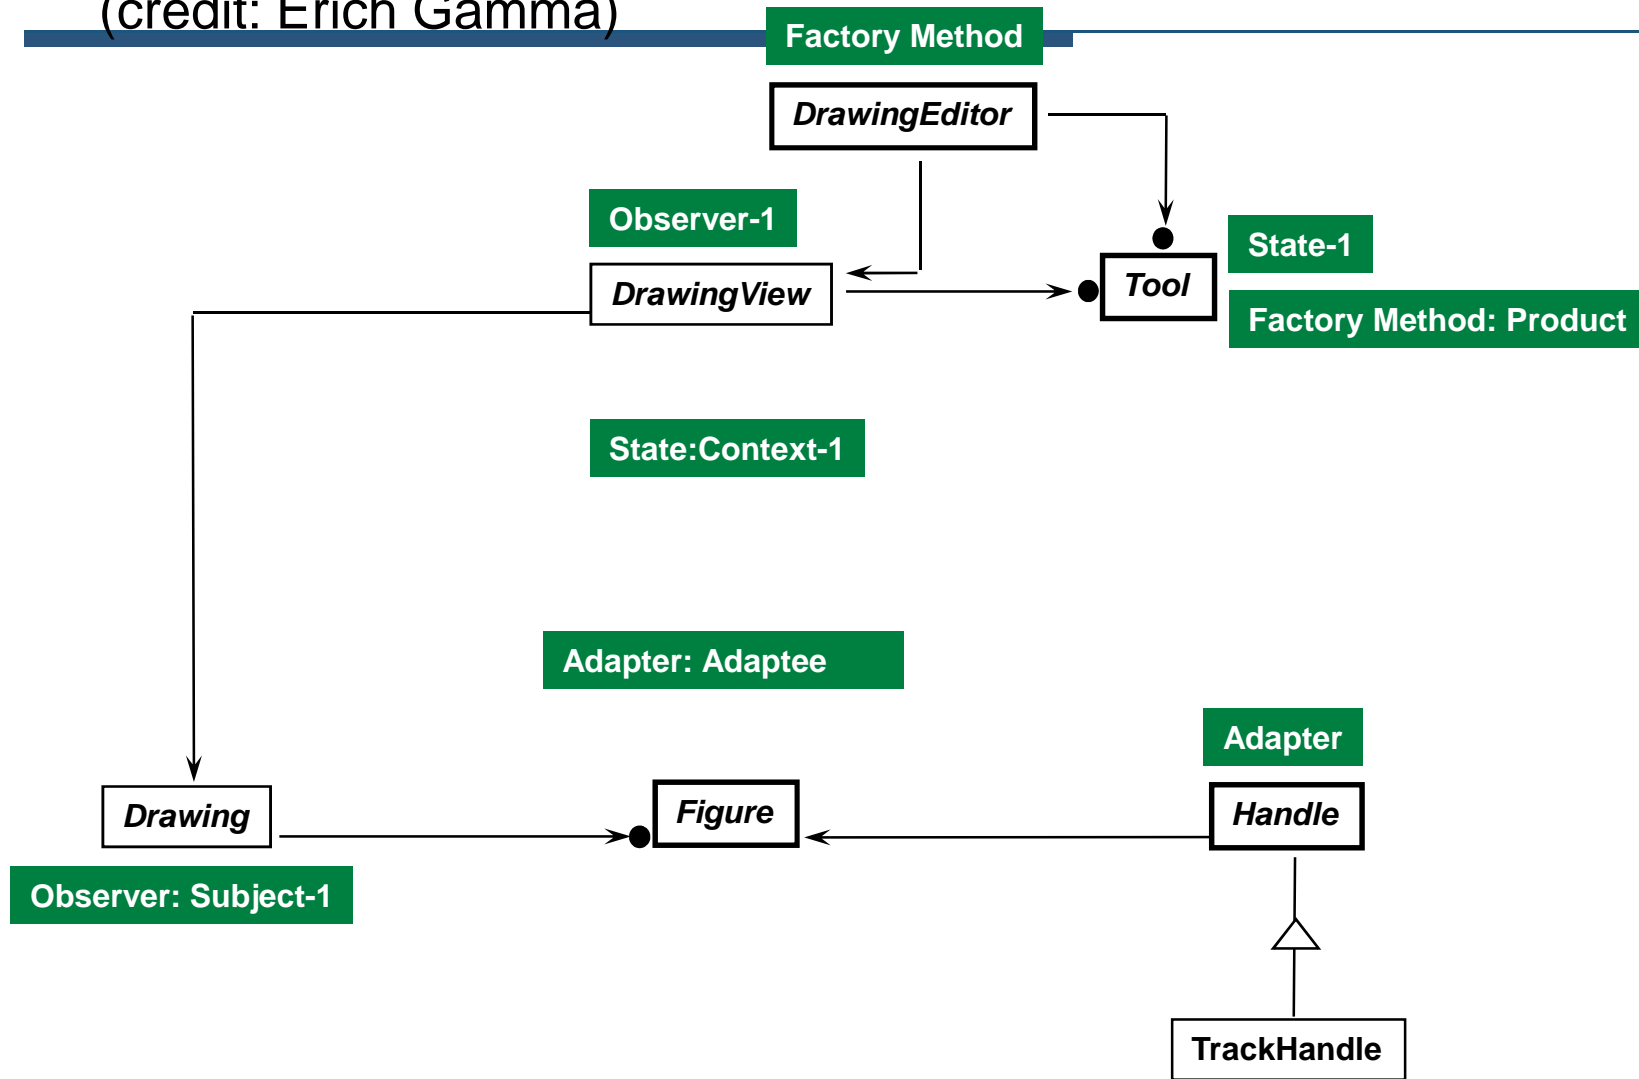 (credit: Erich Gamma)
Factory Method
DrawingEditor
Observer-1
State-1
DrawingView
Tool
Factory Method: Product
State:Context-1
Adapter: Adaptee
Adapter
Drawing
Figure
Handle
Observer: Subject-1
TrackHandle